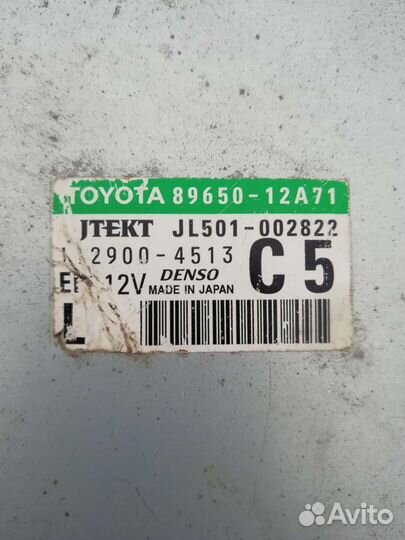 TOYOTA 89650-12A71
JTEKT JL501-002822
2900-4513
12V DENSO C5
MADE IN JAPAN
L
Avito